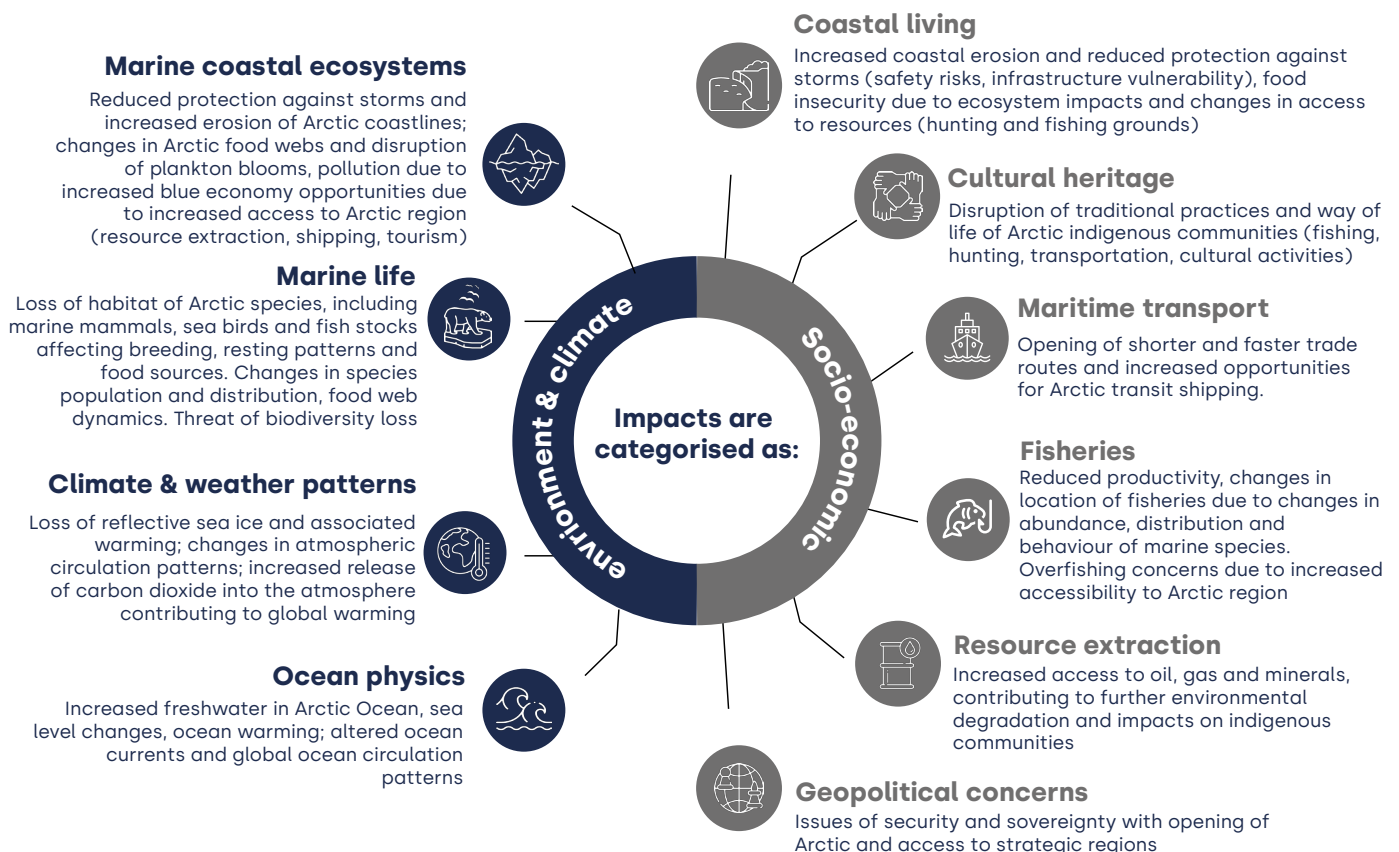 Marine coastal ecosystems
Reduced protection against storms and
increased erosion of Arctic coastlines;
changes in Arctic food webs and disruption
of plankton blooms, pollution due to
increased blue economy opportunities due
to increased access to Arctic region
(resource extraction, shipping, tourism)
Marine life
Loss of habitat of Arctic species, including
marine mammals, sea birds and fish stocks
affecting breeding, resting patterns and
food sources. Changes in species
population and distribution, food web
dynamics. Threat of biodiversity loss
Climate & weather patterns
Loss of reflective sea ice and associated
warming; changes in atmospheric
circulation patterns; increased release
of carbon dioxide into the atmosphere
contributing to global warming
Ocean physics
Increased freshwater in Arctic Ocean, sea
level changes, ocean warming; altered ocean
currents and global ocean circulation
patterns
envrionment & climate
Impacts are
categorised as:
Socio-economic
Coastal living
Increased coastal erosion and reduced protection against
storms (safety risks, infrastructure vulnerability), food
insecurity due to ecosystem impacts and changes in access
to resources (hunting and fishing grounds)
Cultural heritage
Disruption of traditional practices and way of
life of Arctic indigenous communities (fishing,
hunting, transportation, cultural activities)
Maritime transport
Opening of shorter and faster trade
routes and increased opportunities
for Arctic transit shipping.
Fisheries
Reduced productivity, changes in
location of fisheries due to changes in
abundance, distribution and
behaviour of marine species.
Overfishing concerns due to increased
accessibility to Arctic region
Resource extraction
Increased access to oil, gas and minerals,
contributing to further environmental
degradation and impacts on indigenous
communities
Geopolitical concerns
Issues of security and sovereignty with opening of
Arctic and access to strategic regions